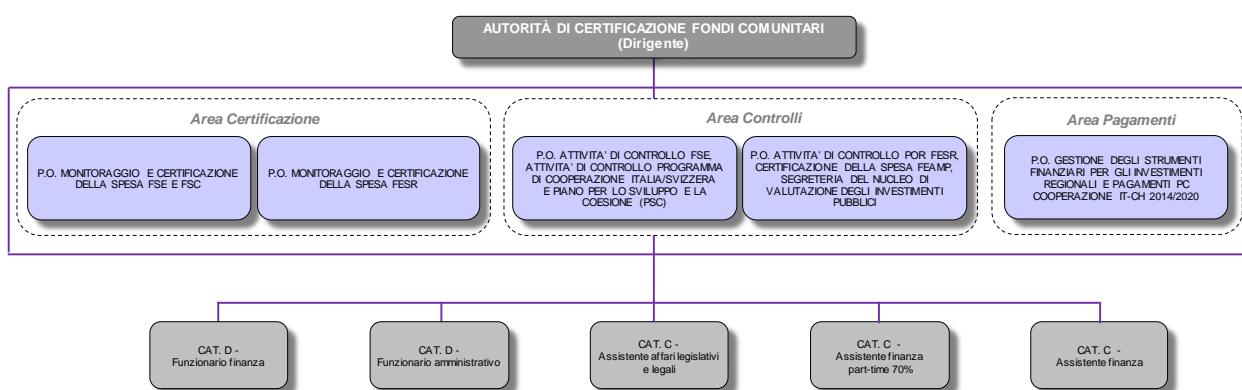 AUTORITÀ DI CERTIFICAZIONE FONDI COMUNITARI
(Dirigente)
Area Certificazione
P.O. MONITORAGGIO E CERTIFICAZIONE
DELLA SPESA FSE E FSC
P.O. MONITORAGGIO E CERTIFICAZIONE
DELLA SPESA FESR
Area Controlli
P.O. ATTIVITA' DI CONTROLLO FSE,
ATTIVITA' DI CONTROLLO PROGRAMMA
DI COOPERAZIONE ITALIA/SVIZZERA
E PIANO PER LO SVILUPPO E LA
COESIONE (PSC)
P.O. ATTIVITA' DI CONTROLLO POR FESR,
CERTIFICAZIONE DELLA SPESA FEAMP,
SEGRETERIA DEL NUCLEO DI
VALUTAZIONE DEGLI INVESTIMENTI
PUBBLICI
Area Pagamenti
P.O. GESTIONE DEGLI STRUMENTI
FINANZIARI PER GLI INVESTIMENTI
REGIONALI E PAGAMENTI PC
COOPERAZIONE IT-CH 2014/2020
CAT. D -
Funzionario finanza
CAT. D -
Funzionario amministrativo
CAT. C -
Assistente affari legislativi
e legali
CAT. C -
Assistente finanza
part-time 70%
CAT. C -
Assistente finanza